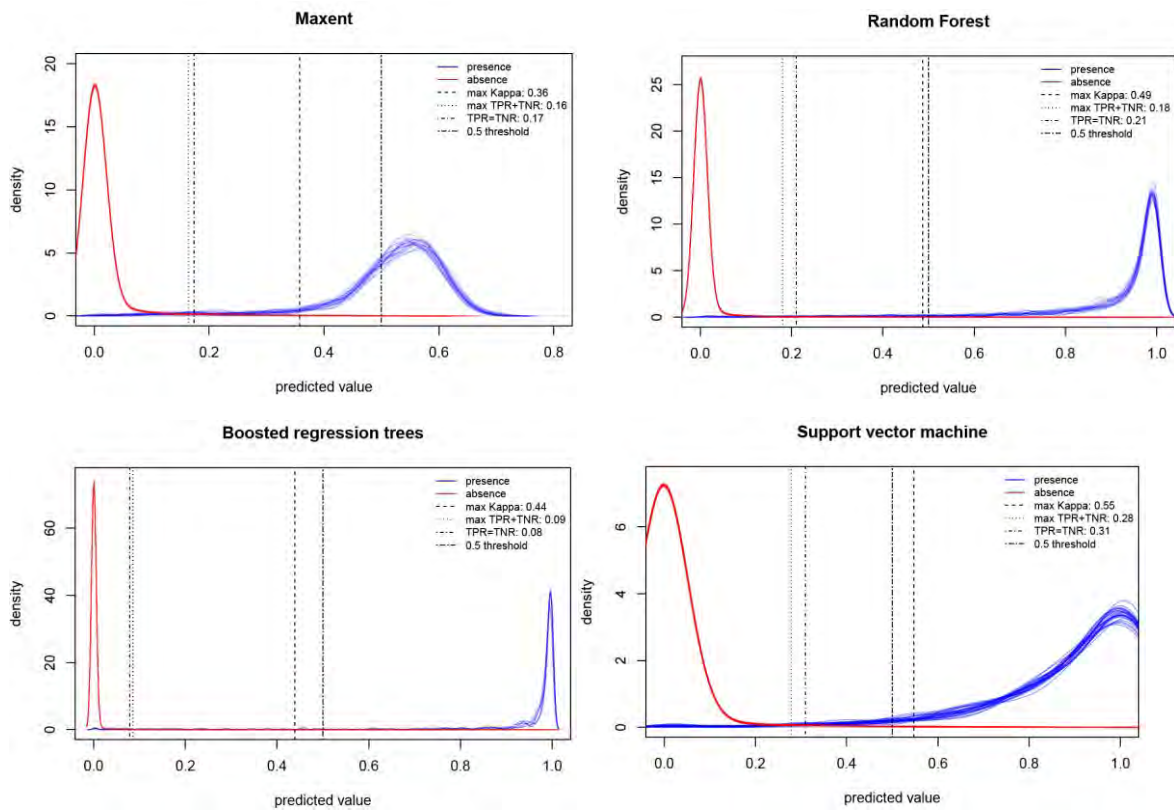 Maxent
20
15
10
5
0
density
presence
absence
max Kappa: 0.36
max TPR+TNR: 0.16
TPR=TNR: 0.17
0.5 threshold
0.0 0.2 0.4 0.6 0.8
predicted value
Random Forest
25
20
15
10
5
0
density
presence
absence
max Kappa: 0.49
max TPR+TNR: 0.18
TPR=TNR: 0.21
0.5 threshold
0.0 0.2 0.4 0.6 0.8 1.0
predicted value
Boosted regression trees
60
40
20
0
density
presence
absence
max Kappa: 0.44
max TPR+TNR: 0.09
TPR=TNR: 0.08
0.5 threshold
0.0 0.2 0.4 0.6 0.8 1.0
predicted value
Support vector machine
6
4
2
0
density
presence
absence
max Kappa: 0.55
max TPR+TNR: 0.28
TPR=TNR: 0.31
0.5 threshold
0.0 0.2 0.4 0.6 0.8 1.0
predicted value